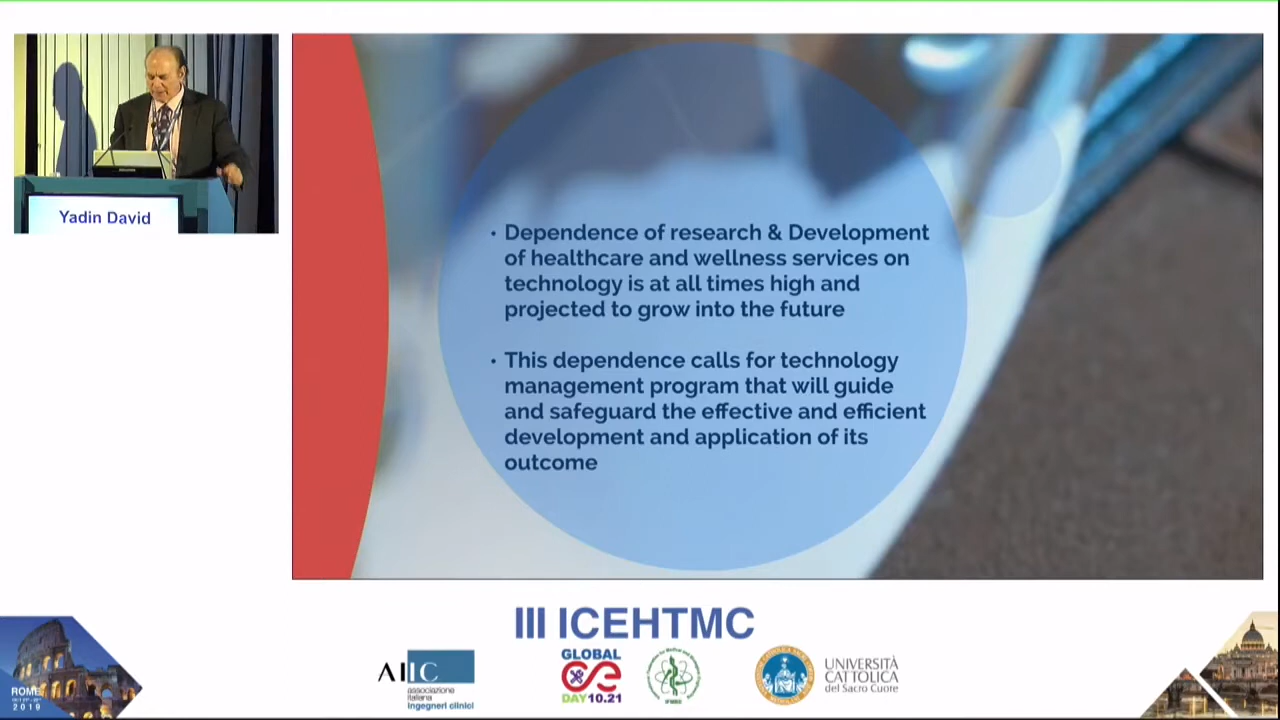 Yadin David
• Dependence of research & Development
of healthcare and wellness services on
technology is at all times high and
projected to grow into the future
• This dependence calls for technology
management program that will guide
and safeguard the effective and efficient
development and application of its
outcome
III ICEHTMC
ROME
2019
AIIC
associazione
italiana
ingegneri clinici
GLOBAL
CE
DAY 10.21
UNIVERSITÀ
CATTOLICA
del Sacro Cuore